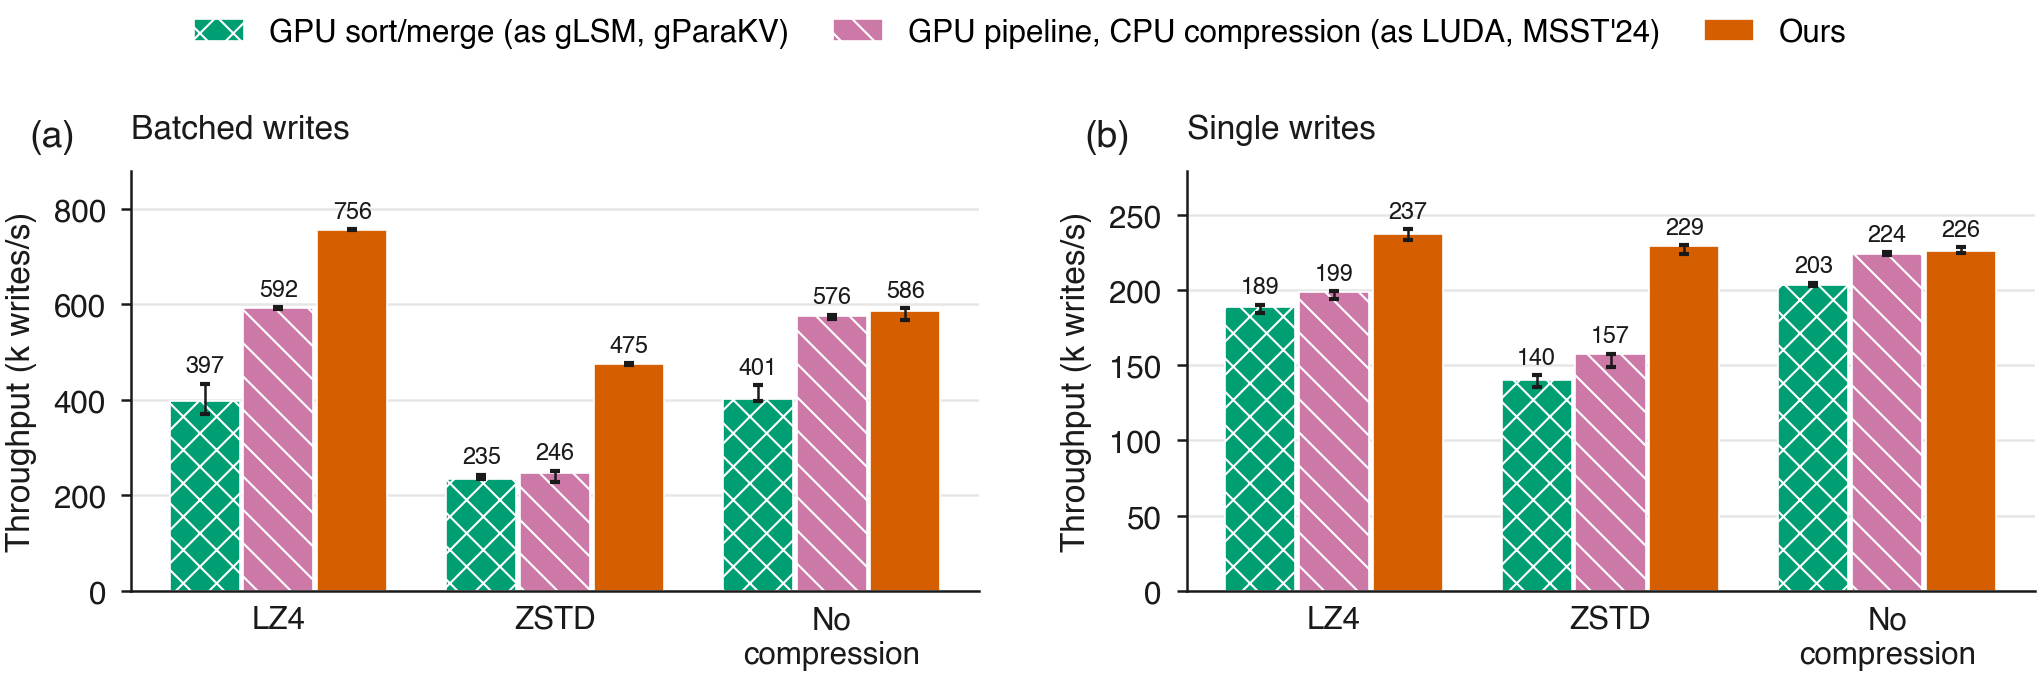 GPU sort/merge (as gLSM, gParaKV)
GPU pipeline, CPU compression (as LUDA, MSST'24)
Ours
(a)
Batched writes
Throughput (k writes/s)
800
600
400
200
0
397
592
756
235
246
475
401
576
586
LZ4
ZSTD
No
compression
(b)
Single writes
Throughput (k writes/s)
250
200
150
100
50
0
189
199
237
140
157
229
203
224
226
LZ4
ZSTD
No
compression